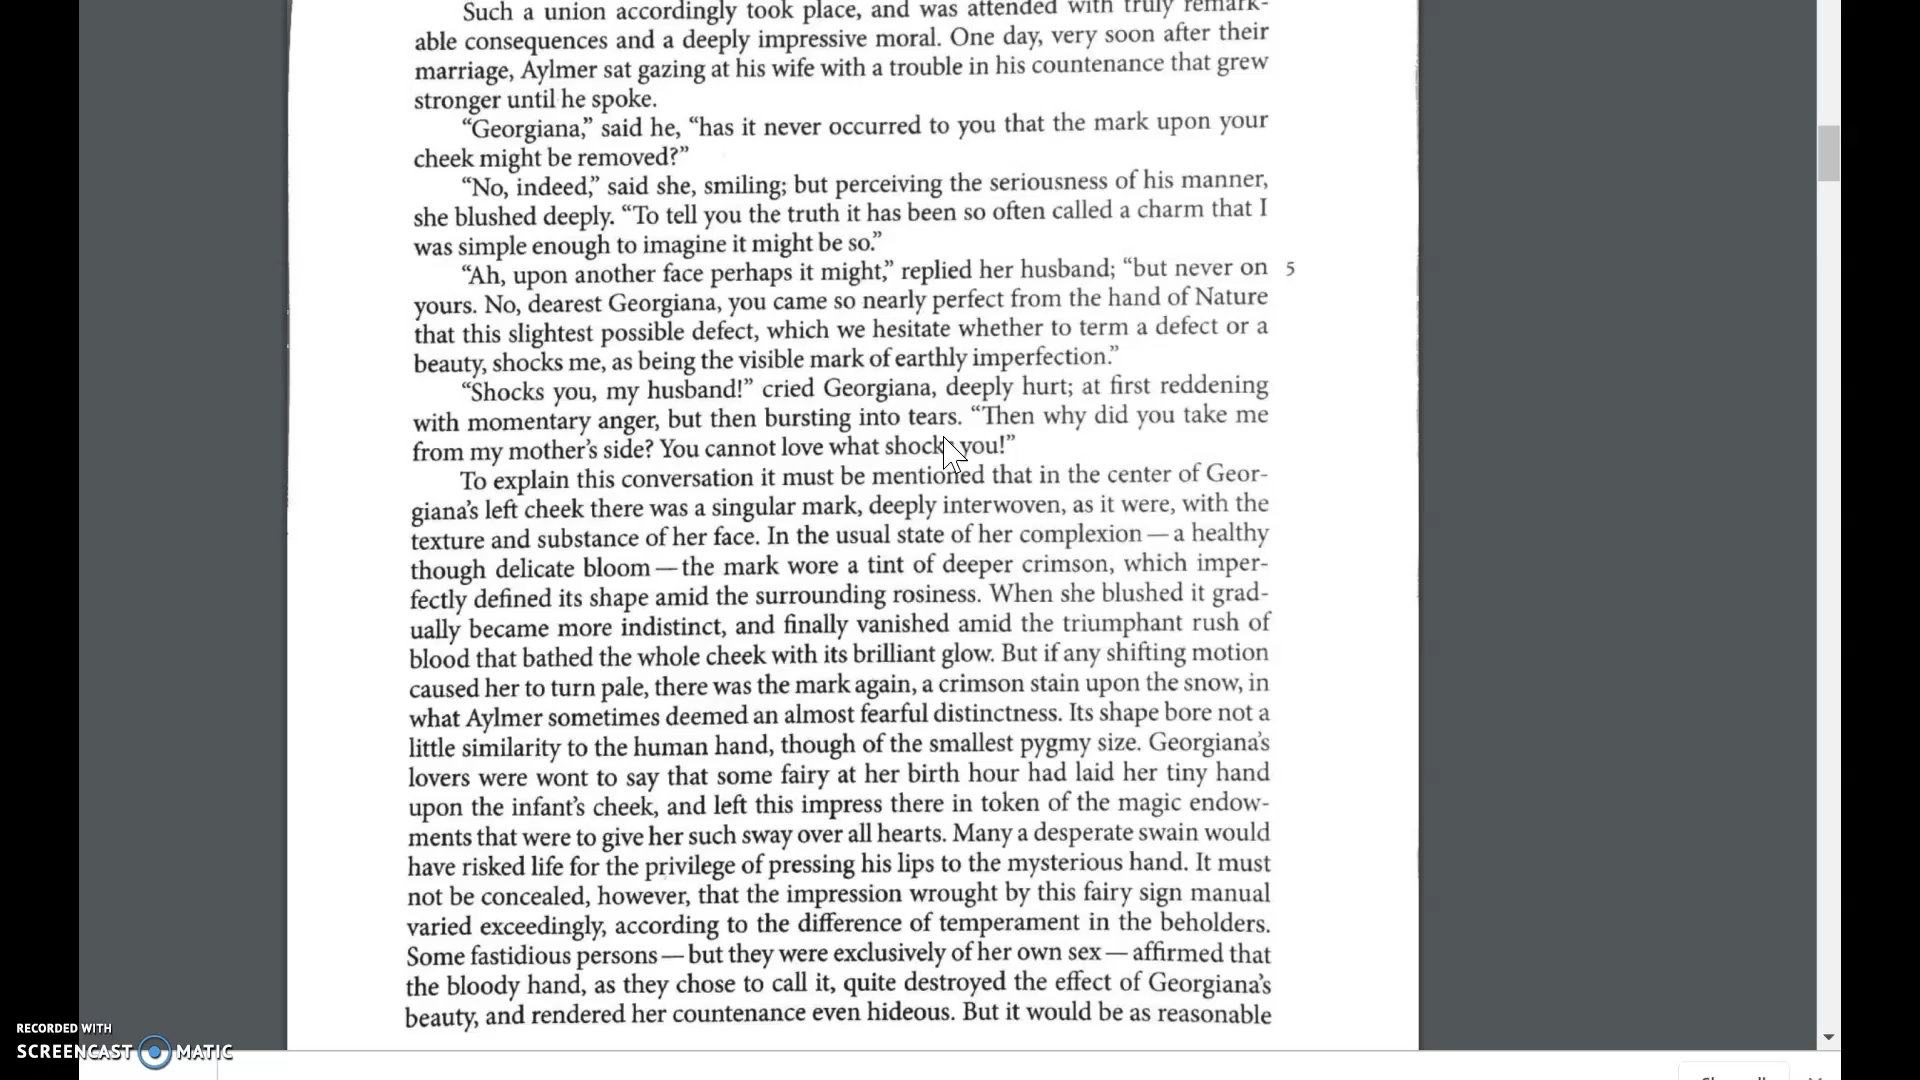 Such a union accordingly took place, and was attended with truly remark-
able consequences and a deeply impressive moral. One day, very soon after their
marriage, Aylmer sat gazing at his wife with a trouble in his countenance that grew
stronger until he spoke.
“Georgiana,” said he, “has it never occurred to you that the mark upon your
cheek might be removed?”
“No, indeed,” said she, smiling; but perceiving the seriousness of his manner,
she blushed deeply. “To tell you the truth it has been so often called a charm that I
was simple enough to imagine it might be so.”
“Ah, upon another face perhaps it might,” replied her husband; “but never on 5
yours. No, dearest Georgiana, you came so nearly perfect from the hand of Nature
that this slightest possible defect, which we hesitate whether to term a defect or a
beauty, shocks me, as being the visible mark of earthly imperfection.”
“Shocks you, my husband!” cried Georgiana, deeply hurt; at first reddening
with momentary anger, but then bursting into tears. “Then why did you take me
from my mother’s side? You cannot love what shocks you!”
To explain this conversation it must be mentioned that in the center of Geor-
giana’s left cheek there was a singular mark, deeply interwoven, as it were, with the
texture and substance of her face. In the usual state of her complexion — a healthy
though delicate bloom — the mark wore a tint of deeper crimson, which imper-
fectly defined its shape amid the surrounding rosiness. When she blushed it grad-
ually became more indistinct, and finally vanished amid the triumphant rush of
blood that bathed the whole cheek with its brilliant glow. But if any shifting motion
caused her to turn pale, there was the mark again, a crimson stain upon the snow, in
what Aylmer sometimes deemed an almost fearful distinctness. Its shape bore not a
little similarity to the human hand, though of the smallest pygmy size. Georgiana’s
lovers were wont to say that some fairy at her birth hour had laid her tiny hand
upon the infant’s cheek, and left this impress there in token of the magic endow-
ments that were to give her such sway over all hearts. Many a desperate swain would
have risked life for the privilege of pressing his lips to the mysterious hand. It must
not be concealed, however, that the impression wrought by this fairy sign manual
varied exceedingly, according to the difference of temperament in the beholders.
Some fastidious persons — but they were exclusively of her own sex — affirmed that
the bloody hand, as they chose to call it, quite destroyed the effect of Georgiana’s
beauty, and rendered her countenance even hideous. But it would be as reasonable
RECORDED WITH
SCREENCAST MATIC